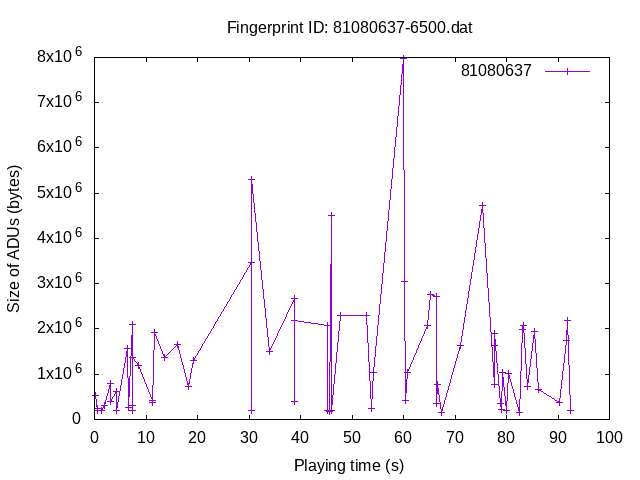 Fingerprint ID: 81080637-6500.dat
81080637
8x10^6
7x10^6
6x10^6
5x10^6
4x10^6
3x10^6
2x10^6
1x10^6
0
Size of ADUs (bytes)
0 10 20 30 40 50 60 70 80 90 100
Playing time (s)